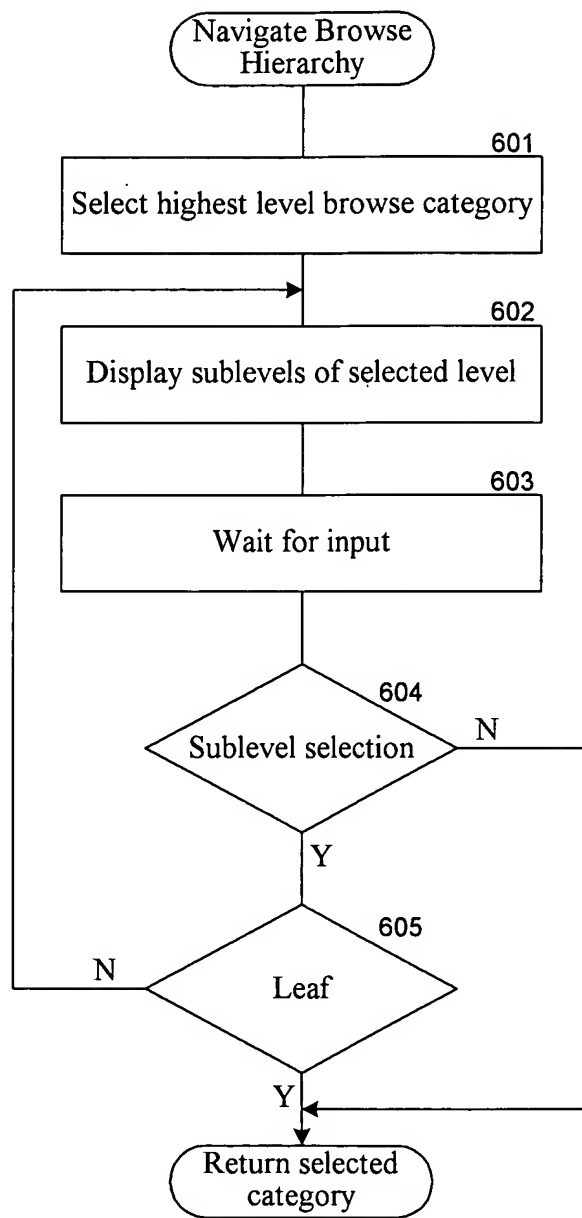 Navigate Browse
Hierarchy
601
Select highest level browse category
602
Display sublevels of selected level
603
Wait for input
604
Sublevel selection
N
Y
605
N
Leaf
Y
Return selected
category